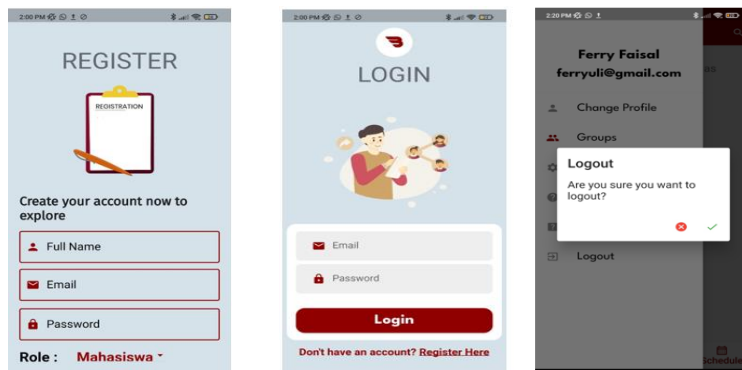 2:00 PM
REGISTER
REGISTRATION
Create your account now to
explore
Full Name
Email
Password
Role : Mahasiswa
2:00 PM
LOGIN
Email
Password
Login
Don't have an account? Register Here
2:20 PM
Ferry Faisal
ferryuli@gmail.com
Change Profile
Groups
Logout
Are you sure you want to
logout?
Logout
Schedule